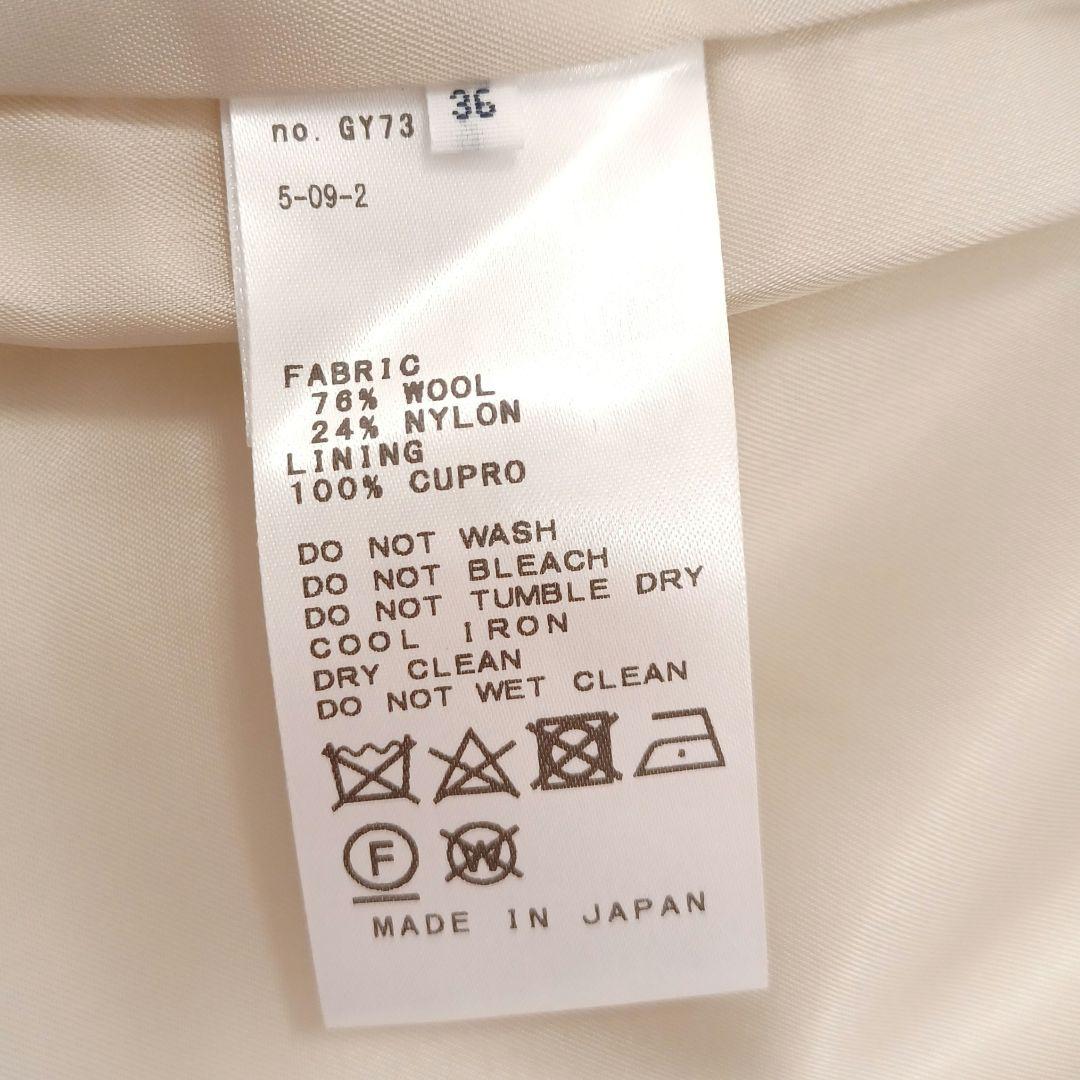 36
no. GY73
5-09-2
FABRIC
76% WOOL
24% NYLON
LINING
100% CUPRO
DO NOT WASH
DO NOT BLEACH
DO NOT TUMBLE DRY
COOL IRON
DRY CLEAN
DO NOT WET CLEAN
F W
MADE IN JAPAN